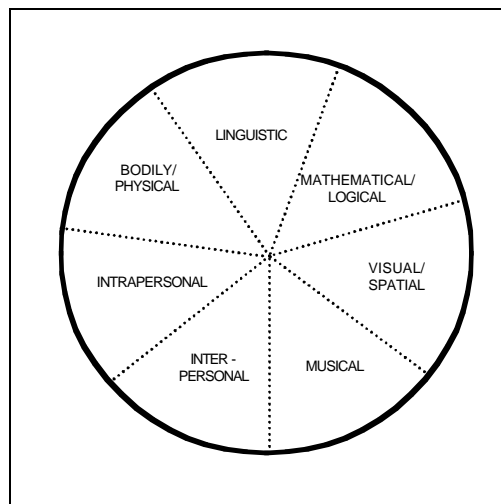 LINGUISTIC
MATHEMATICAL/
LOGICAL
VISUAL/
SPATIAL
MUSICAL
INTER -
PERSONAL
INTRAPERSONAL
BODILY/
PHYSICAL